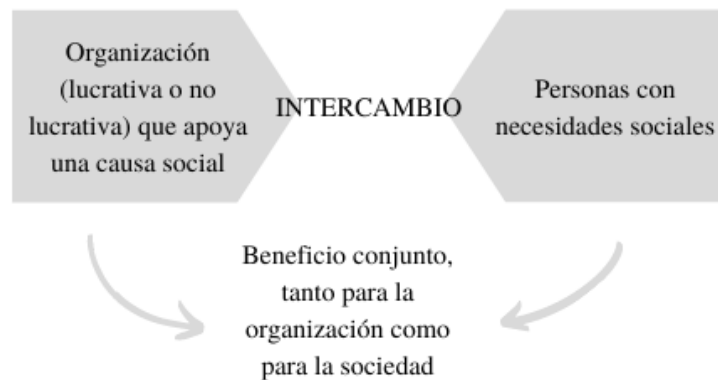 Organización
(lucrativa o no
lucrativa) que apoya
una causa social
INTERCAMBIO
Personas con
necesidades sociales
Beneficio conjunto,
tanto para la
organización como
para la sociedad